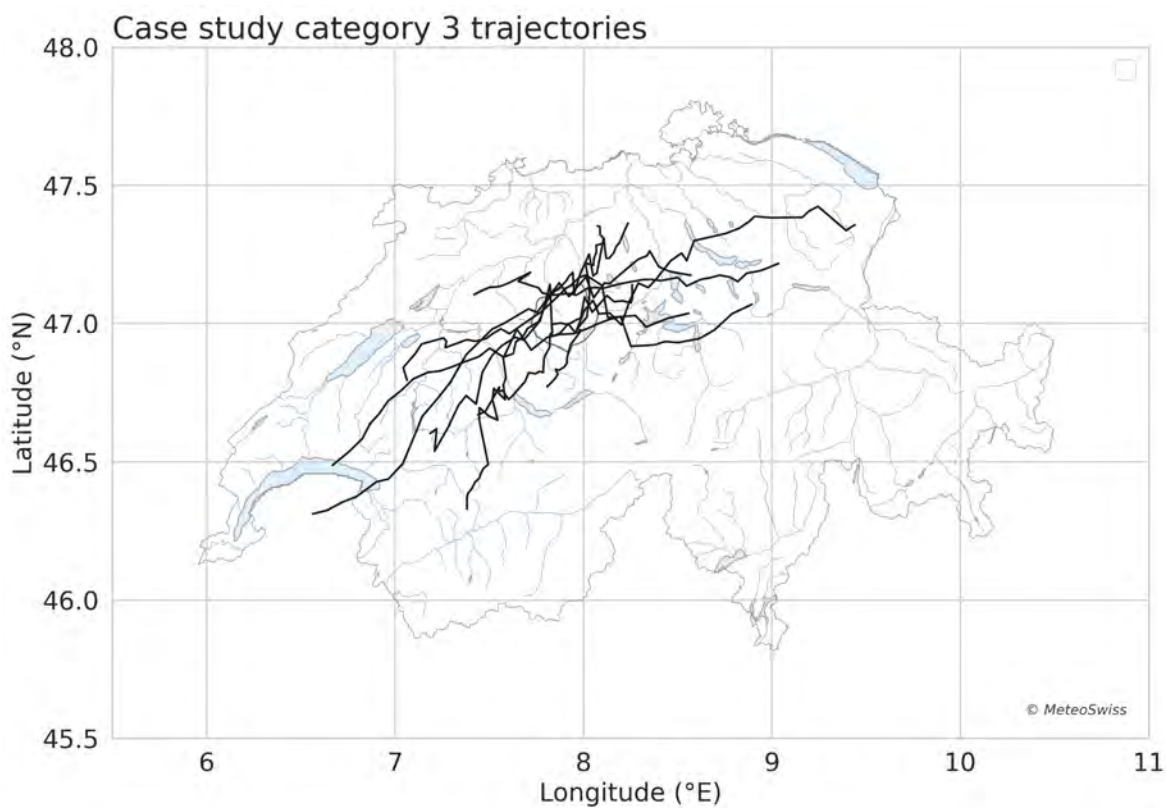 Case study category 3 trajectories
48.0
47.5
47.0
46.5
46.0
45.5
Latitude (°N)
© MeteoSwiss
6 7 8 9 10 11
Longitude (°E)